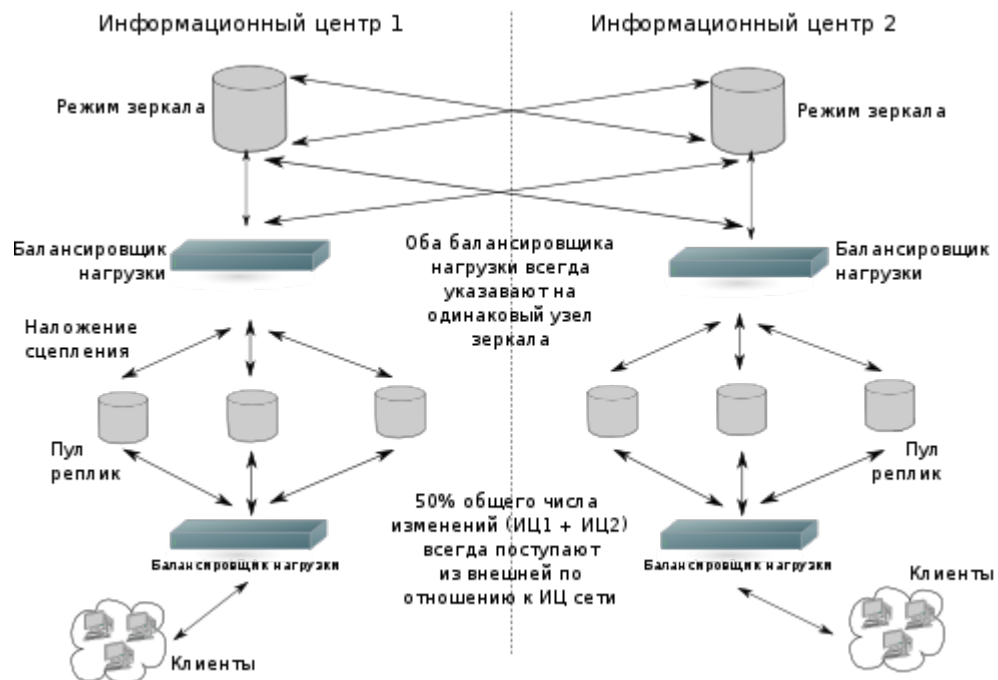 Информационный центр 1
Информационный центр 2
Режим зеркала
Режим зеркала
Балансировщик
нагрузки
Оба балансировщика
нагрузки всегда
указавают на
одинаковый узел
зеркала
Балансировщик
нагрузки
Наложение
сцепления
Пул
реплик
Пул
реплик
50% общего числа
изменений (ИЦ1 + ИЦ2)
всегда поступают
из внешней по
отношению к ИЦ сети
Балансировщик нагрузки
Балансировщик нагрузки
Клиенты
Клиенты